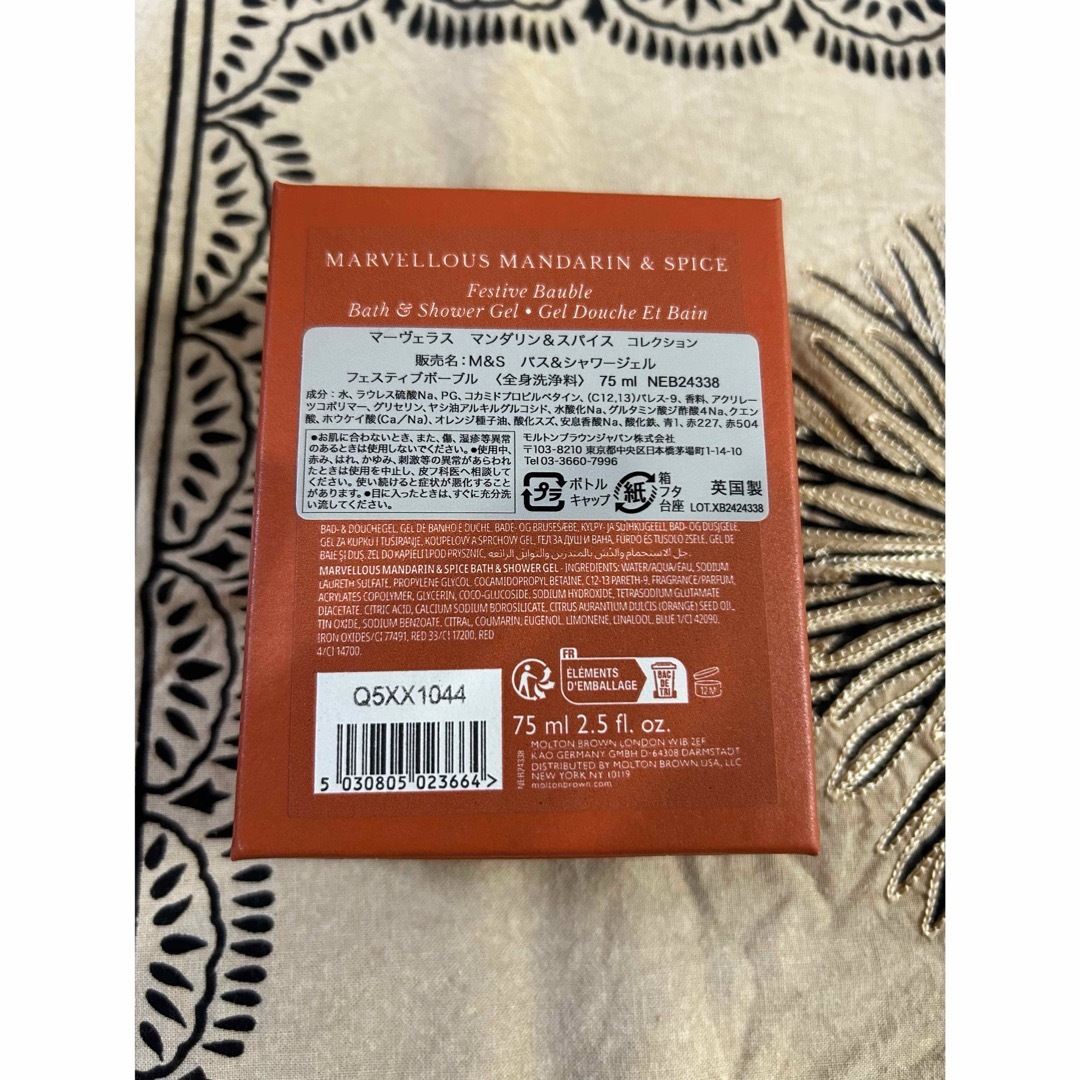 MARVELLOUS MANDARIN & SPICE
Festive Bauble
Bath & Shower Gel • Gel Douche Et Bain
マーヴェラス マンダリン&スパイス コレクション
販売名:M&S バス&シャワージェル
フェスティブボーブル 〈全身洗浄料〉 75 ml NEB24338
成分:水、ラウレス硫酸Na、PG、コカミドプロピルベタイン、(C12,13)パレス-9、香料、アクリレー
ツコポリマー、グリセリン、ヤシ油アルキルグルコシド、水酸化Na、グルタミン酸ジ酢酸4Na、クエン
酸、ホウケイ酸(Ca/Na)、オレンジ種子油、酸化スズ、安息香酸Na、酸化鉄、青1、赤227、赤504
●お肌に合わないとき、また、傷、湿疹等異常
のあるときは使用しないでください。●使用中、
赤み、はれ、かゆみ、刺激等の異常があらわれ
たときは使用を中止し、皮フ科医へ相談して
ください。使い続けると症状が悪化することが
あります。●目に入ったときは、すぐに充分洗
い流してください。
モルトンブラウンジャパン株式会社
〒103-8210 東京都中央区日本橋茅場町1-14-10
Tel 03-3660-7996
プラ ボトル キャップ 紙 箱 フタ 台座 英国製
LOT.XB2424338
BAD- & DOUCHEGEL, GEL DE BANHO E DUCHE, BADE- OG BRUSESÆBE, KYLPY- JA SUIHKUGEELI, BAD- OG DUSJGELE,
GEL ZA KUPKU I TUŠIRANJE, KOUPELOVÝ A SPRCHOVÝ GEL, ГЕЛ ЗА ДУШ И ВАНА, FÜRDŐ ÉS TUSOLÓ ZSELÉ, GEL DE
BAIE ȘI DUȘ, ŻEL DO KĄPIELI I POD PRYSZNIC, جل الاستحمام والدُش بالمندرين والتوابل الرائعة.
MARVELLOUS MANDARIN & SPICE BATH & SHOWER GEL - INGREDIENTS: WATER/AQUA/EAU, SODIUM
LAURETH SULFATE, PROPYLENE GLYCOL, COCAMIDOPROPYL BETAINE, C12-13 PARETH-9, FRAGRANCE/PARFUM,
ACRYLATES COPOLYMER, GLYCERIN, COCO-GLUCOSIDE, SODIUM HYDROXIDE, TETRASODIUM GLUTAMATE
DIACETATE, CITRIC ACID, CALCIUM SODIUM BOROSILICATE, CITRUS AURANTIUM DULCIS (ORANGE) SEED OIL,
TIN OXIDE, SODIUM BENZOATE, CITRAL, COUMARIN, EUGENOL, LIMONENE, LINALOOL, BLUE 1/CI 42090,
IRON OXIDES/CI 77491, RED 33/CI 17200, RED
4/CI 14700.
FR
ÉLÉMENTS
D'EMBALLAGE
BAC
DE
TRI
12 M
Q5XX1044
5 030805 023664 >
75 ml 2.5 fl. oz.
MOLTON BROWN LONDON W1B 2EF
KAO GERMANY GMBH D-64308 DARMSTADT
DISTRIBUTED BY MOLTON BROWN USA, LLC
NEW YORK NY 10119
moltonbrown.com
NEB24338